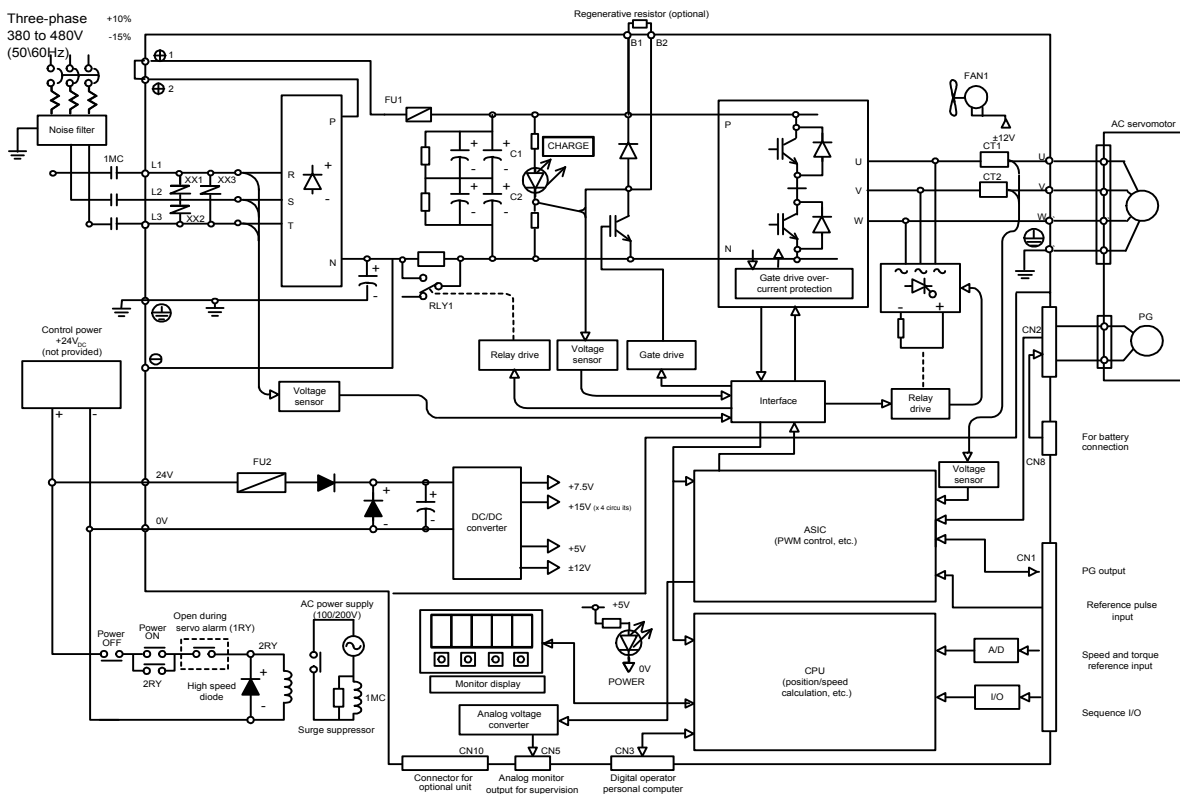 Three-phase +10%
380 to 480V -15%
(50\60Hz)
Regenerative resistor (optional)
B1 B2
1
2
FU1
FAN1
±12V
AC servomotor
Noise filter
P
P
CHARGE
C1
C2
CT1
U
U
CT2
V
V
W
W
1MC
L1
XX1 XX3
R
L2
S
L3
XX2
T
N
N
RLY1
Gate drive over-
current protection
CN2
PG
Control power
+24VDC
(not provided)
+ -
Relay drive
Voltage
sensor
Gate drive
Voltage
sensor
Interface
Relay
drive
For battery
connection
CN8
Voltage
sensor
24V
FU2
0V
DC/DC
converter
+7.5V
+15V (x 4 circu its)
+5V
±12V
ASIC
(PWM control, etc.)
CN1
PG output
Reference pulse
input
AC power supply
(100/200V)
Open during
servo alarm (1RY)
Power
OFF
Power
ON
2RY
2RY
High speed
diode
1MC
Surge suppressor
+5V
0V
POWER
Monitor display
CPU
(position/speed
calculation, etc.)
A/D
Speed and torque
reference input
I/O
Sequence I/O
Analog voltage
converter
CN10
CN5
CN3
Connector for
optional unit
Analog monitor
output for supervision
Digital operator
personal computer